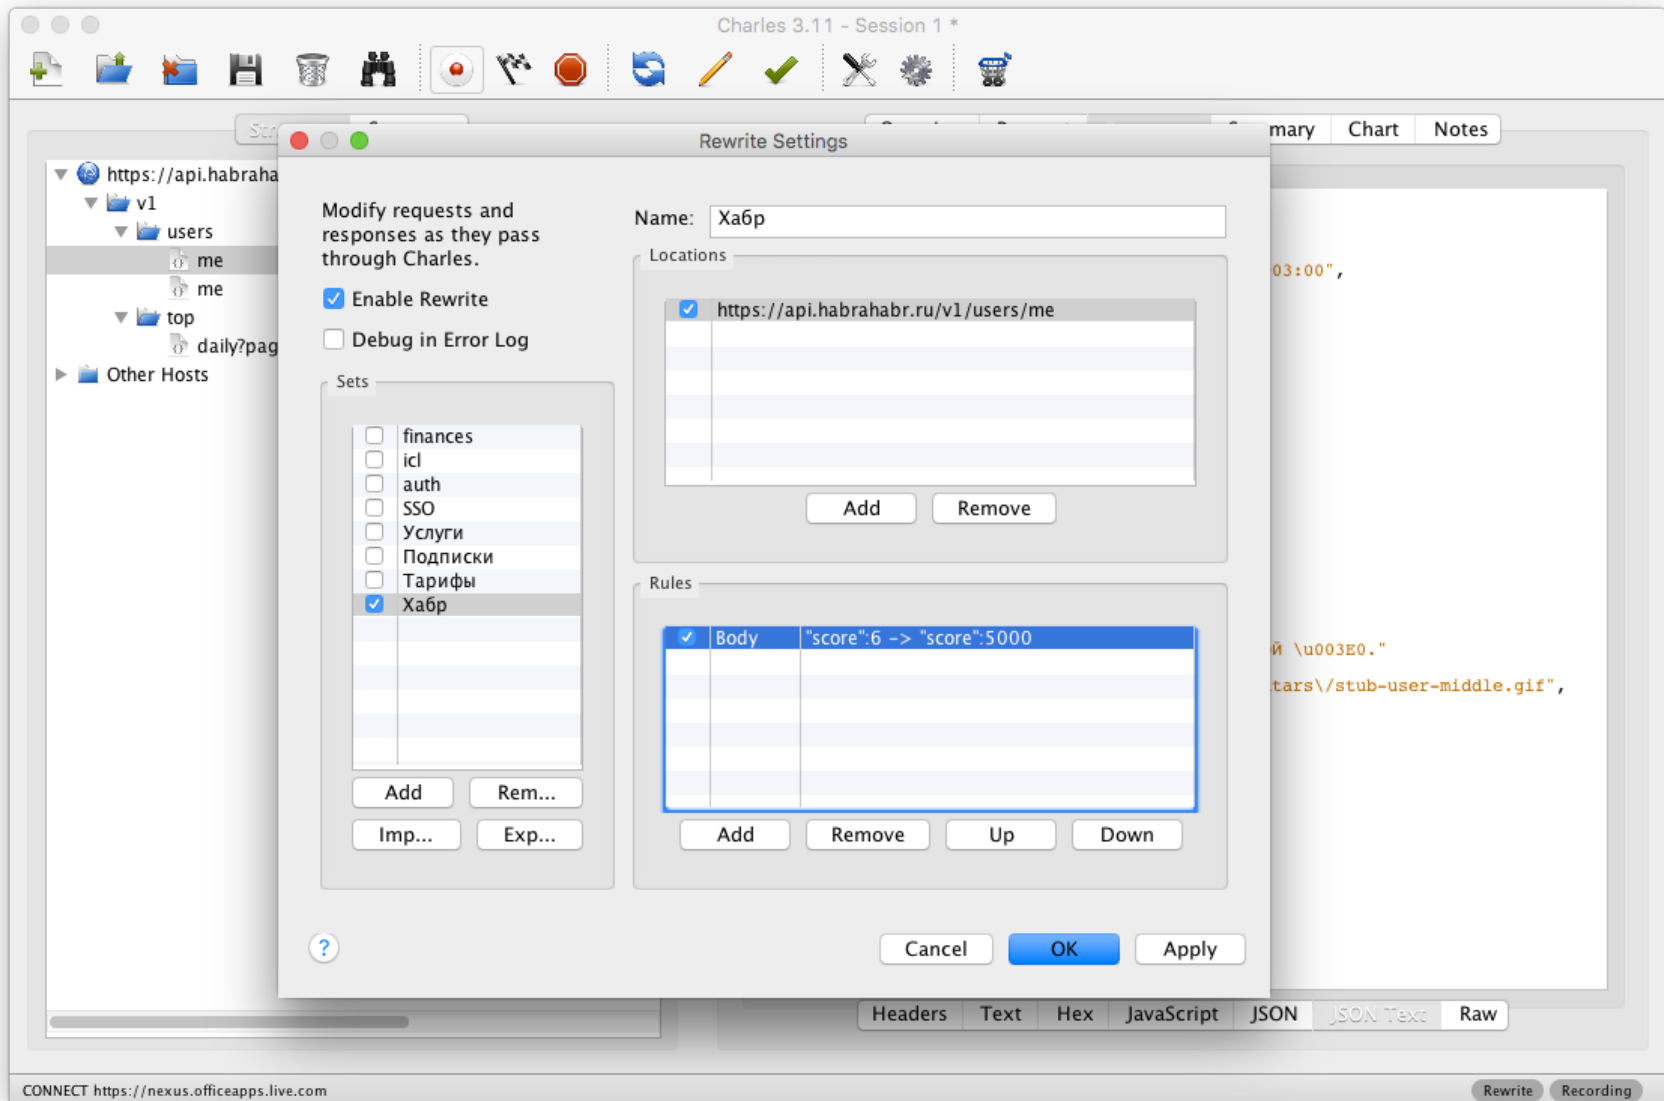 Charles 3.11 - Session 1 *
mary
Chart
Notes
https://api.habraha
v1
users
me
me
top
daily?pag
Other Hosts
Rewrite Settings
Modify requests and
responses as they pass
through Charles.
Enable Rewrite
Debug in Error Log
Sets
finances
icl
auth
SSO
Услуги
Подписки
Тарифы
Хабр
Add
Rem...
Imp...
Exp...
Name: Хабр
Locations
https://api.habrahabr.ru/v1/users/me
Add
Remove
Rules
Body "score":6 -> "score":5000
Add
Remove
Up
Down
?
Cancel
OK
Apply
03:00",
й \u003E0."
tars\/stub-user-middle.gif",
Headers
Text
Hex
JavaScript
JSON
JSON Text
Raw
CONNECT https://nexus.officeapps.live.com
Rewrite
Recording